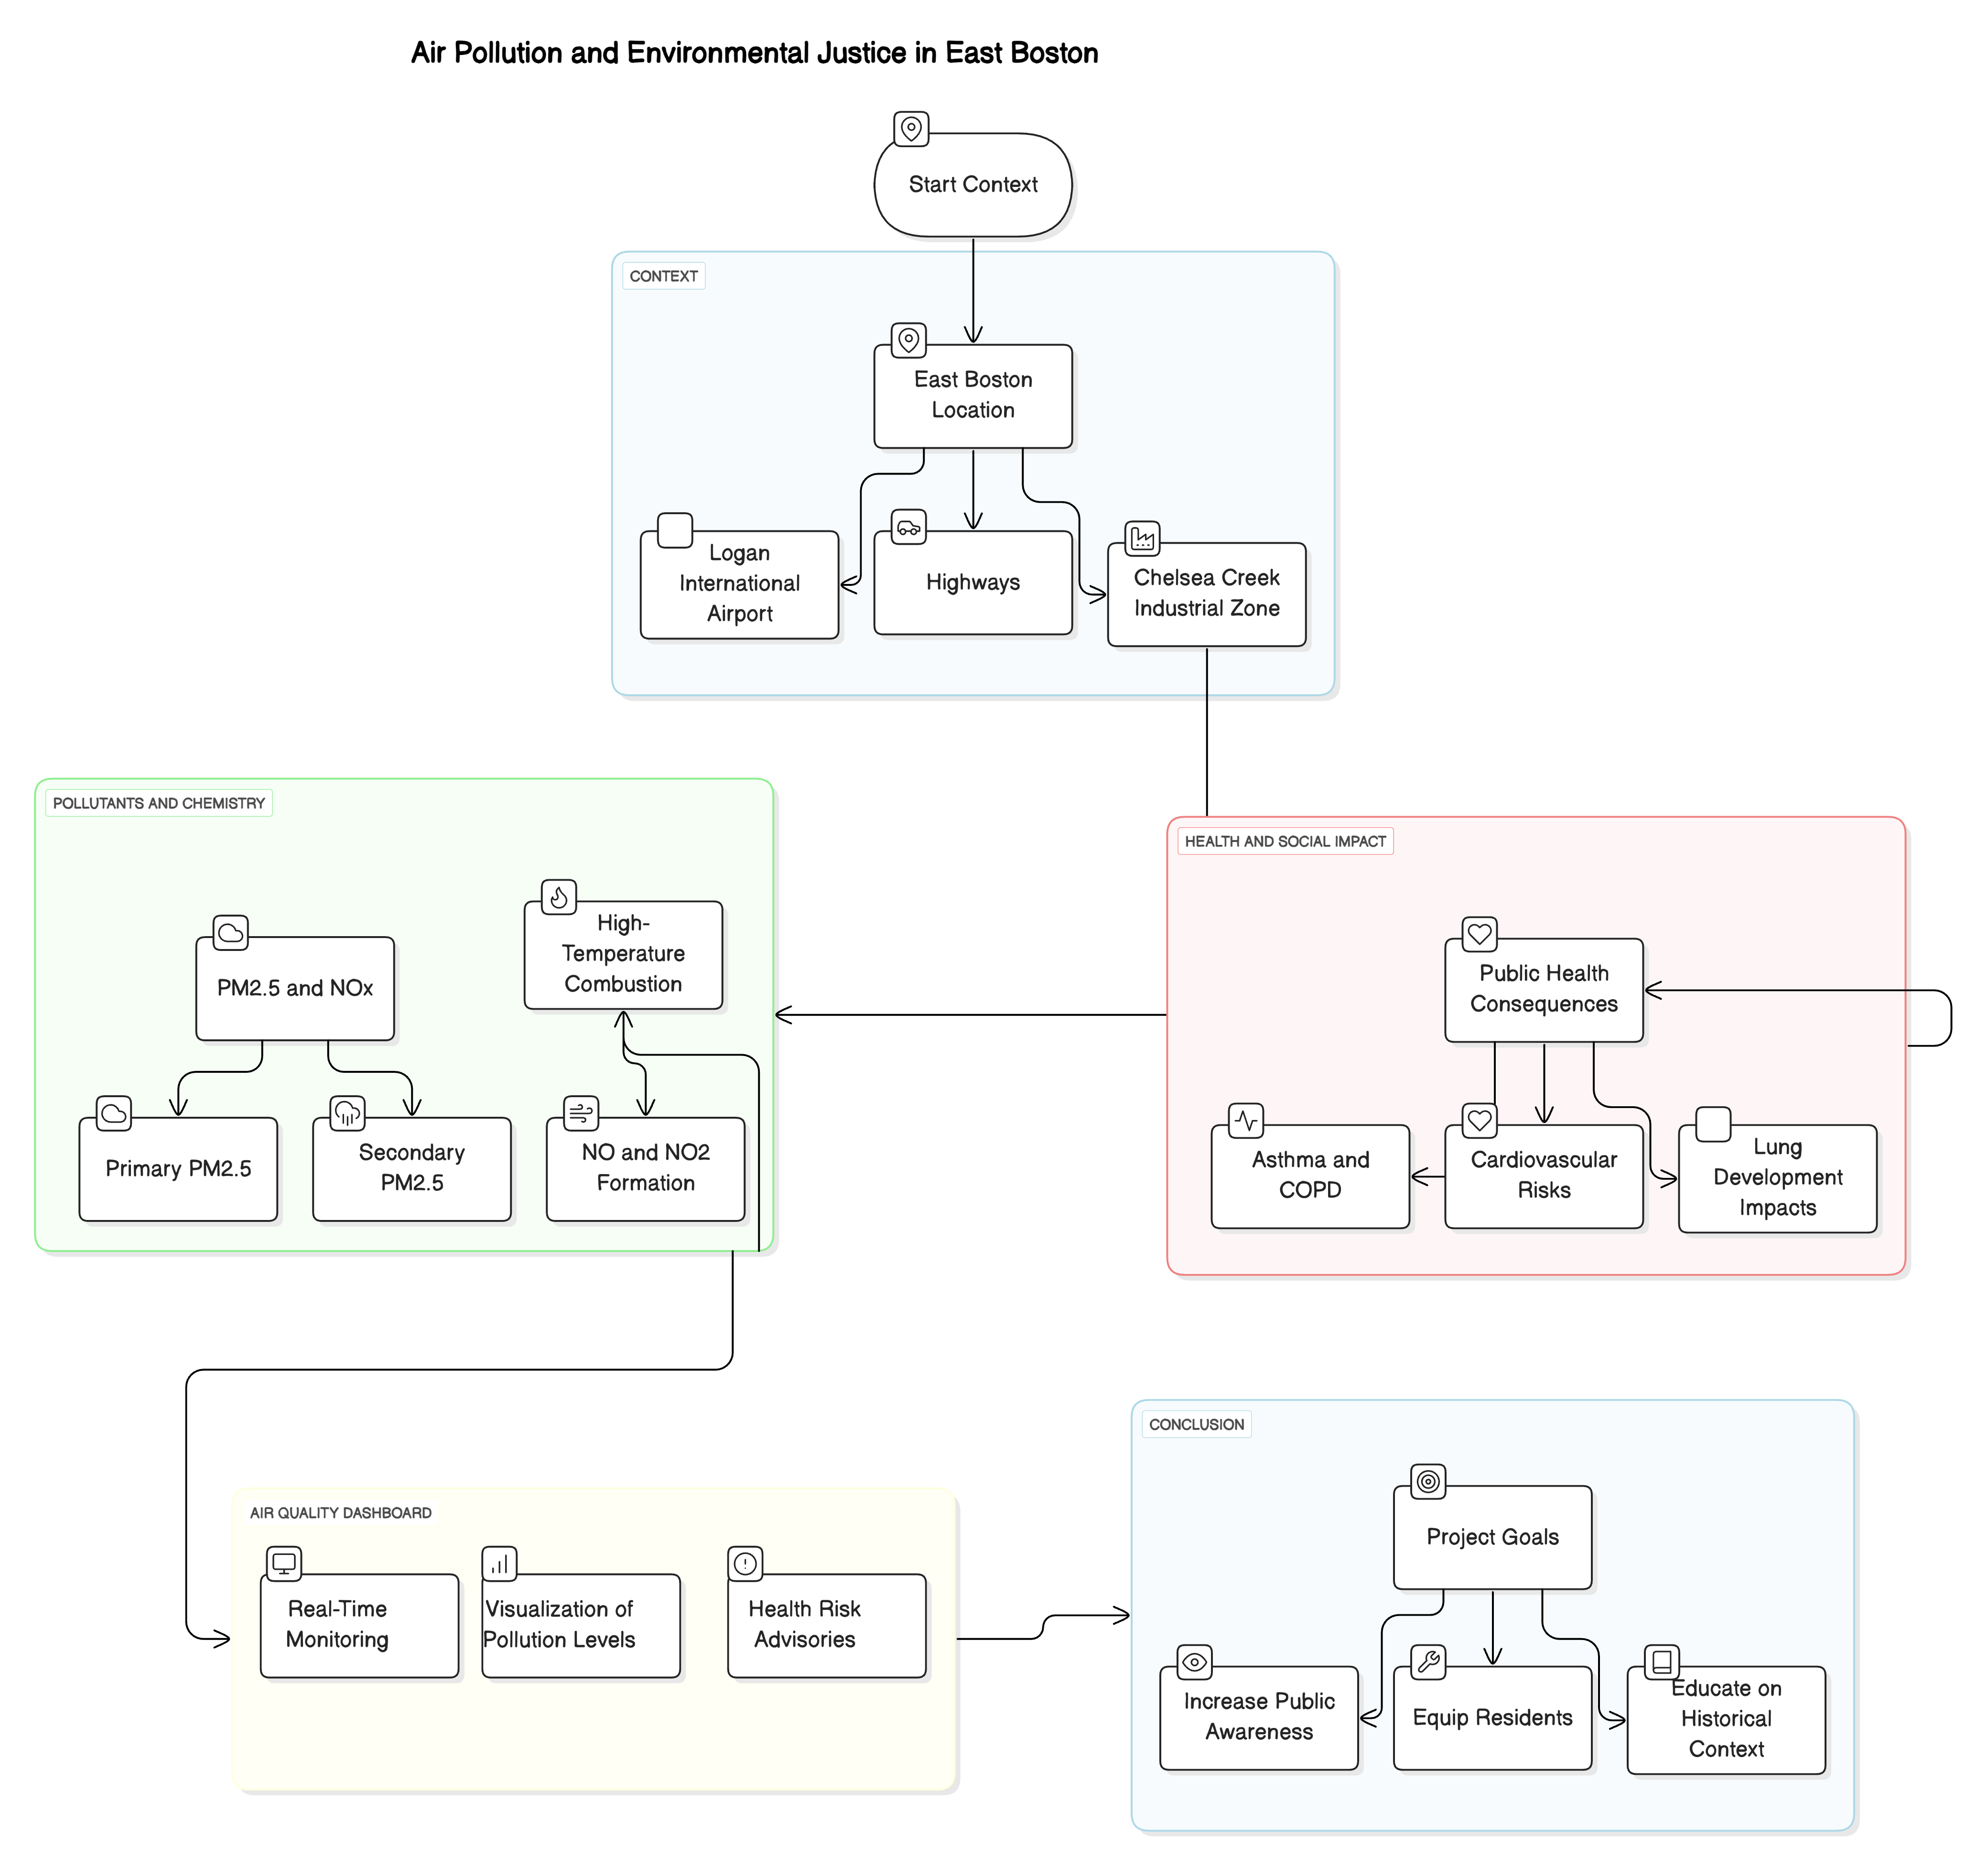 Air Pollution and Environmental Justice in East Boston
Start Context
CONTEXT
East Boston
Location
Logan
International
Airport
Highways
Chelsea Creek
Industrial Zone
POLLUTANTS AND CHEMISTRY
PM2.5 and NOx
High-
Temperature
Combustion
Primary PM2.5
Secondary
PM2.5
NO and NO2
Formation
HEALTH AND SOCIAL IMPACT
Public Health
Consequences
Asthma and
COPD
Cardiovascular
Risks
Lung
Development
Impacts
AIR QUALITY DASHBOARD
Real-Time
Monitoring
Visualization of
Pollution Levels
Health Risk
Advisories
CONCLUSION
Project Goals
Increase Public
Awareness
Equip Residents
Educate on
Historical
Context